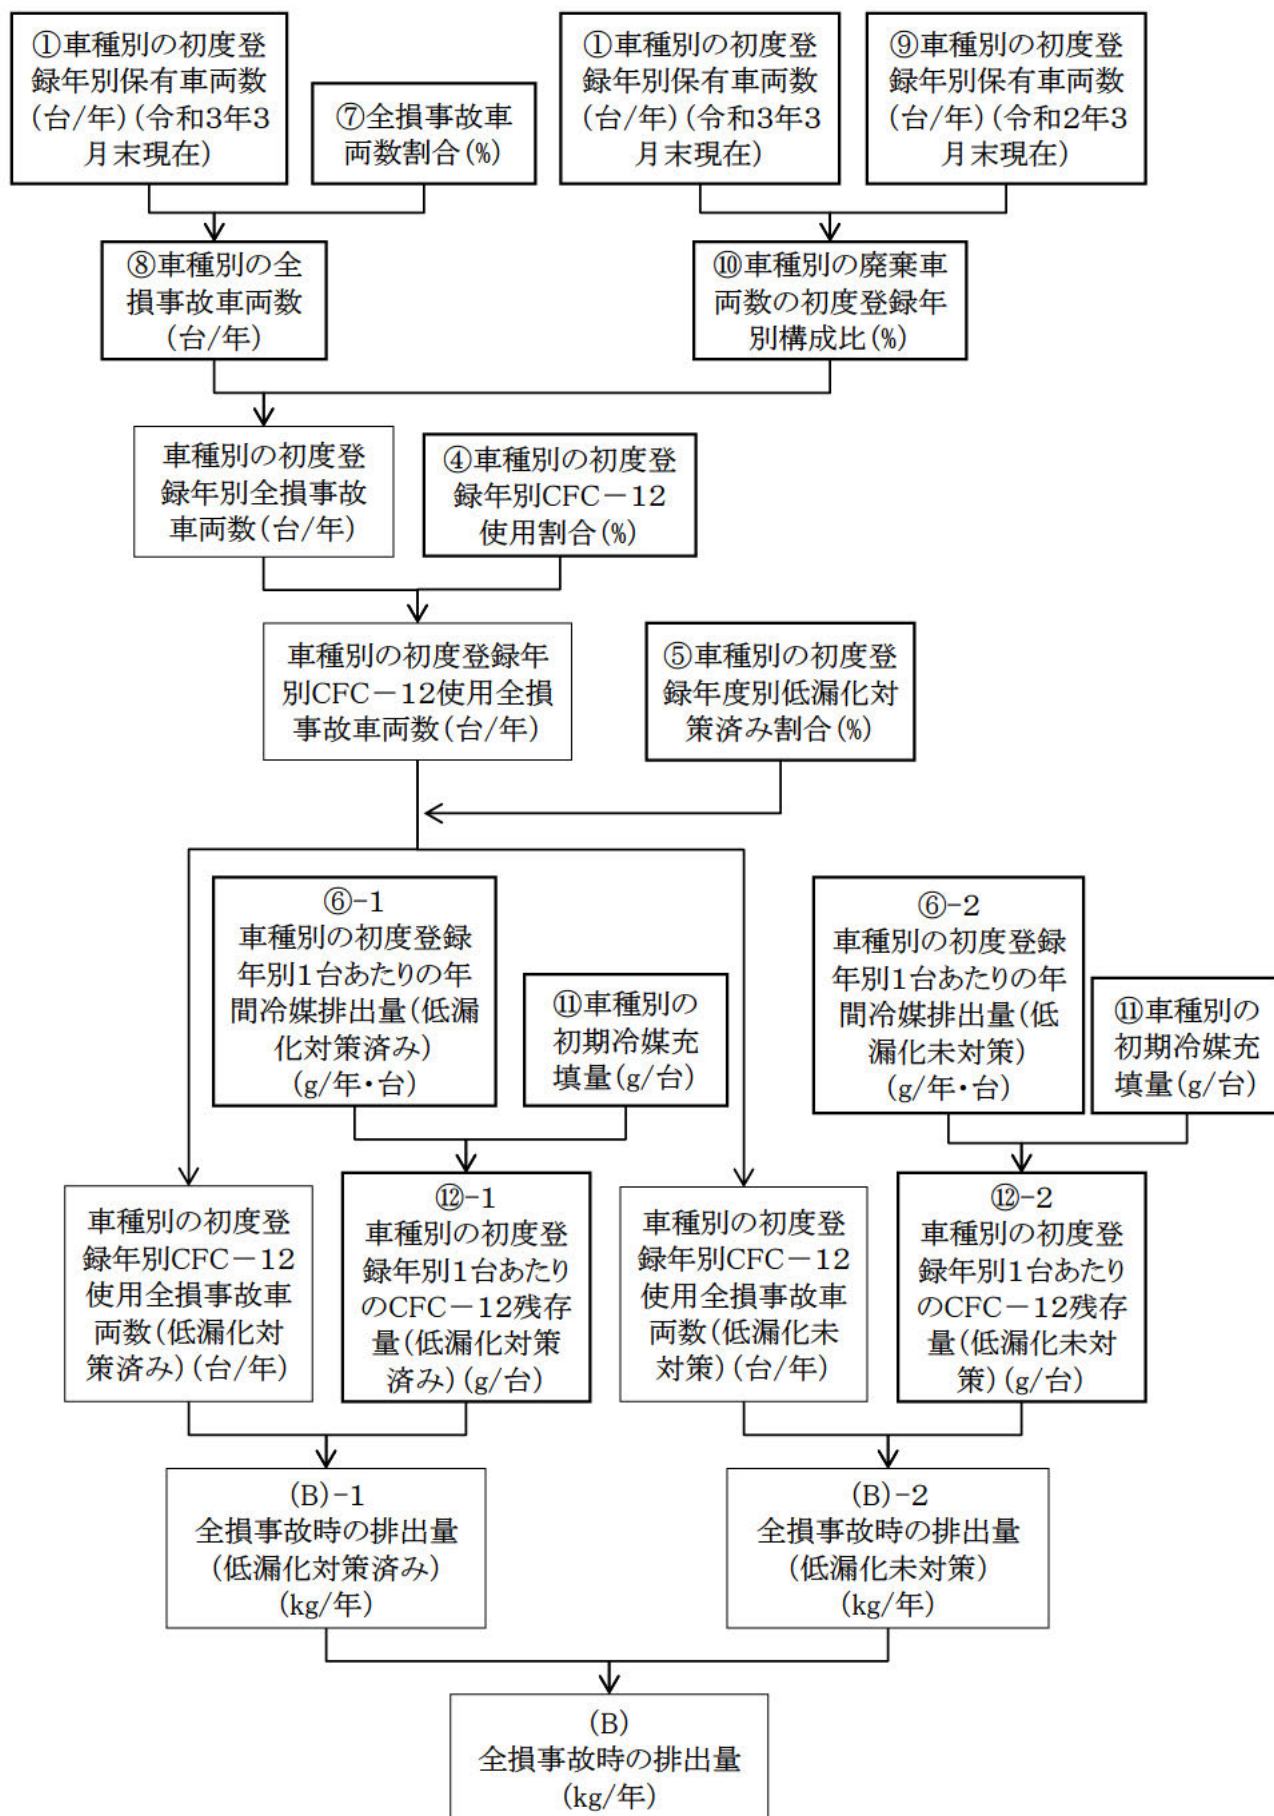 ①車種別の初度登
録年別保有車両数
(台/年)(令和3年3
月末現在)
⑦全損事故車
両数割合(%)
①車種別の初度登
録年別保有車両数
(台/年)(令和3年3
月末現在)
⑨車種別の初度登
録年別保有車両数
(台/年)(令和2年3
月末現在)
⑧車種別の全
損事故車両数
(台/年)
⑩車種別の廃棄車
両数の初度登録年
別構成比(%)
車種別の初度登
録年別全損事故
車両数(台/年)
④車種別の初度登
録年別CFC-12
使用割合(%)
車種別の初度登録年
別CFC-12使用全損
事故車両数(台/年)
⑤車種別の初度登
録年度別低漏化対
策済み割合(%)
⑥-1
車種別の初度登録
年別1台あたりの年
間冷媒排出量(低漏
化対策済み)
(g/年・台)
⑪車種別の
初期冷媒充
填量(g/台)
⑥-2
車種別の初度登録
年別1台あたりの年
間冷媒排出量(低
漏化未対策)
(g/年・台)
⑪車種別の
初期冷媒充
填量(g/台)
車種別の初度登
録年別CFC-12
使用全損事故車
両数(低漏化対
策済み)(台/年)
⑫-1
車種別の初度登
録年別1台あたり
のCFC-12残存
量(低漏化対策
済み)(g/台)
車種別の初度登
録年別CFC-12
使用全損事故車
両数(低漏化未
対策)(台/年)
⑫-2
車種別の初度登
録年別1台あたり
のCFC-12残存
量(低漏化未対
策)(g/台)
(B)-1
全損事故時の排出量
(低漏化対策済み)
(kg/年)
(B)-2
全損事故時の排出量
(低漏化未対策)
(kg/年)
(B)
全損事故時の排出量
(kg/年)